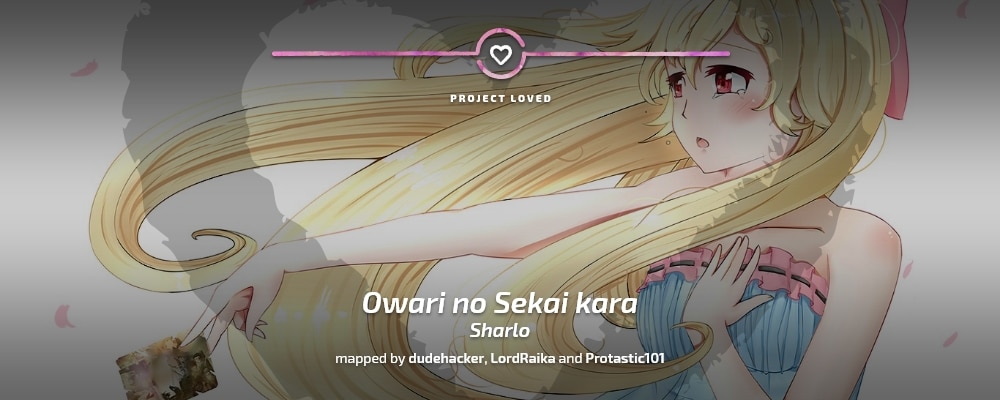 PROJECT LOVED
Owari no Sekai kara
Sharlo
mapped by dudehacker, LordRaika and Protastic101